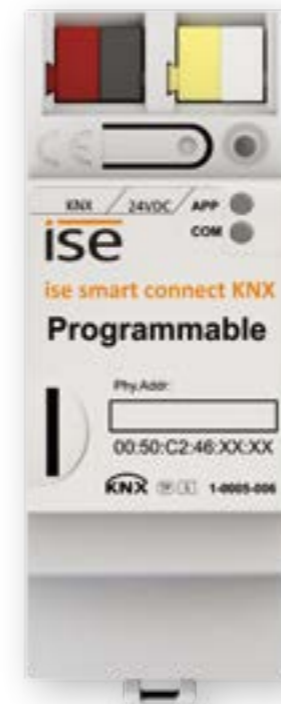 KNX / 24VDC / APP
COM
ise
ise smart connect KNX
Programmable
Phy.Addr:
00:50:C2:46:XX:XX
KNX 1-0005-006